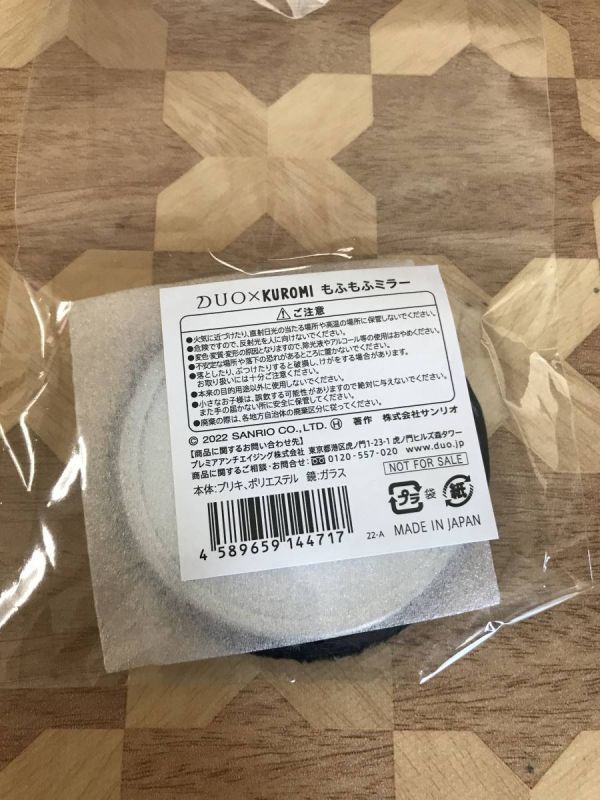 DUO×KUROMI もふもふミラー
⚠ご注意
●火気に近づけたり、直射日光の当たる場所や高温の場所に保管しないでください。
●危険ですので、反射光を人に向けないでください。
●変色・変質・変形の原因となりますので、除光液やアルコール等の使用はおやめください。
●不安定な場所や落下の恐れがあるところに置かないでください。
●落としたり、ぶつけたりすると破損し、けがをする場合があります。
お取り扱いには十分ご注意ください。
●本来の目的用途以外に使用しないでください。
●小さなお子様は、誤飲する可能性がありますので絶対に与えないでください。
また手の届かない所に安全に保管してください。
●廃棄の際は、各地方自治体の廃棄区分に従ってください。
© 2022 SANRIO CO., LTD. Ⓗ 著作 株式会社サンリオ
【商品に関するお問い合わせ先】
プレミアアンチエイジング株式会社 東京都港区虎ノ門1-23-1 虎ノ門ヒルズ森タワー
商品に関するご相談・お問合せ: 0120-557-020 www.duo.jp
NOT FOR SALE
本体:ブリキ、ポリエステル 鏡:ガラス
プラ 袋 紙
4 589659 144717
22-A MADE IN JAPAN